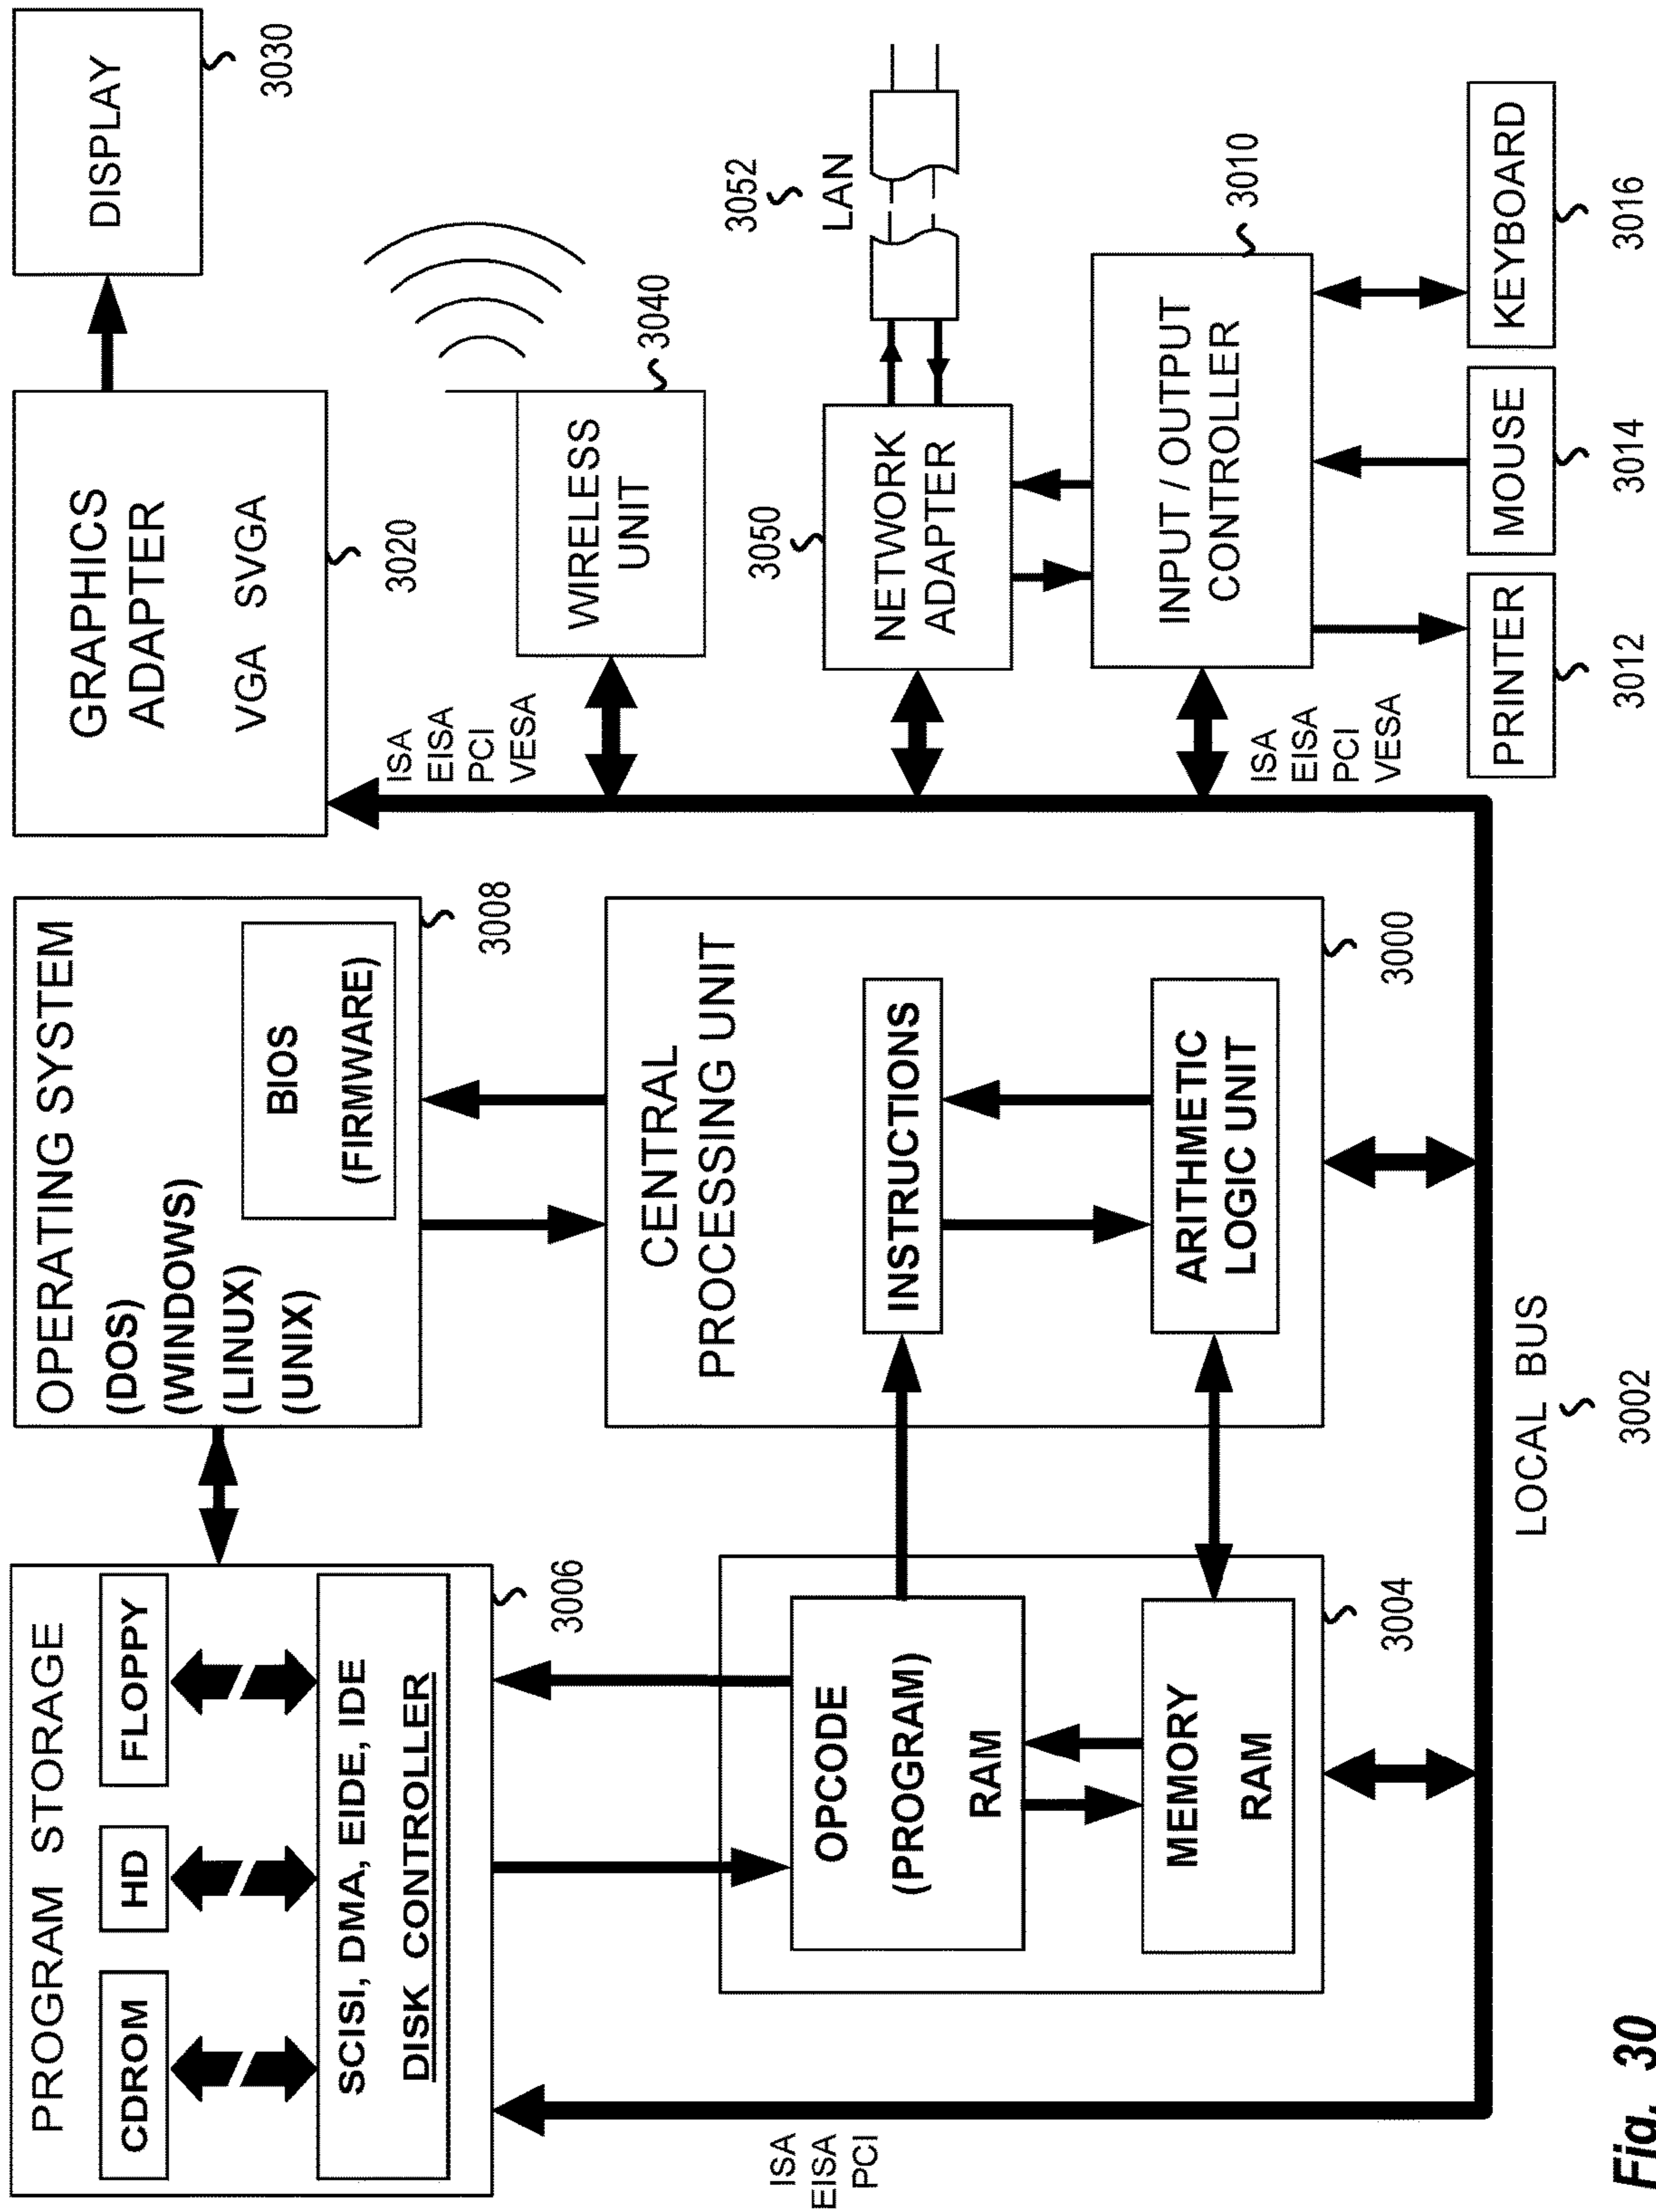 PROGRAM STORAGE
CDROM
HD
FLOPPY
SCISI, DMA, EIDE, IDE
DISK CONTROLLER
3006
OPERATING SYSTEM
(DOS)
(WINDOWS)
(LINUX)
(UNIX)
BIOS
(FIRMWARE)
3008
GRAPHICS
ADAPTER
VGA SVGA
3020
DISPLAY
3030
ISA
EISA
PCI
VESA
WIRELESS
UNIT
3040
CENTRAL
PROCESSING UNIT
INSTRUCTIONS
ARITHMETIC
LOGIC UNIT
3000
OPCODE
(PROGRAM)
RAM
MEMORY
RAM
3004
ISA
EISA
PCI
3050
NETWORK
ADAPTER
3052
LAN
INPUT / OUTPUT
CONTROLLER
3010
ISA
EISA
PCI
VESA
PRINTER
3012
MOUSE
3014
KEYBOARD
3016
LOCAL BUS
3002
Fig. 30